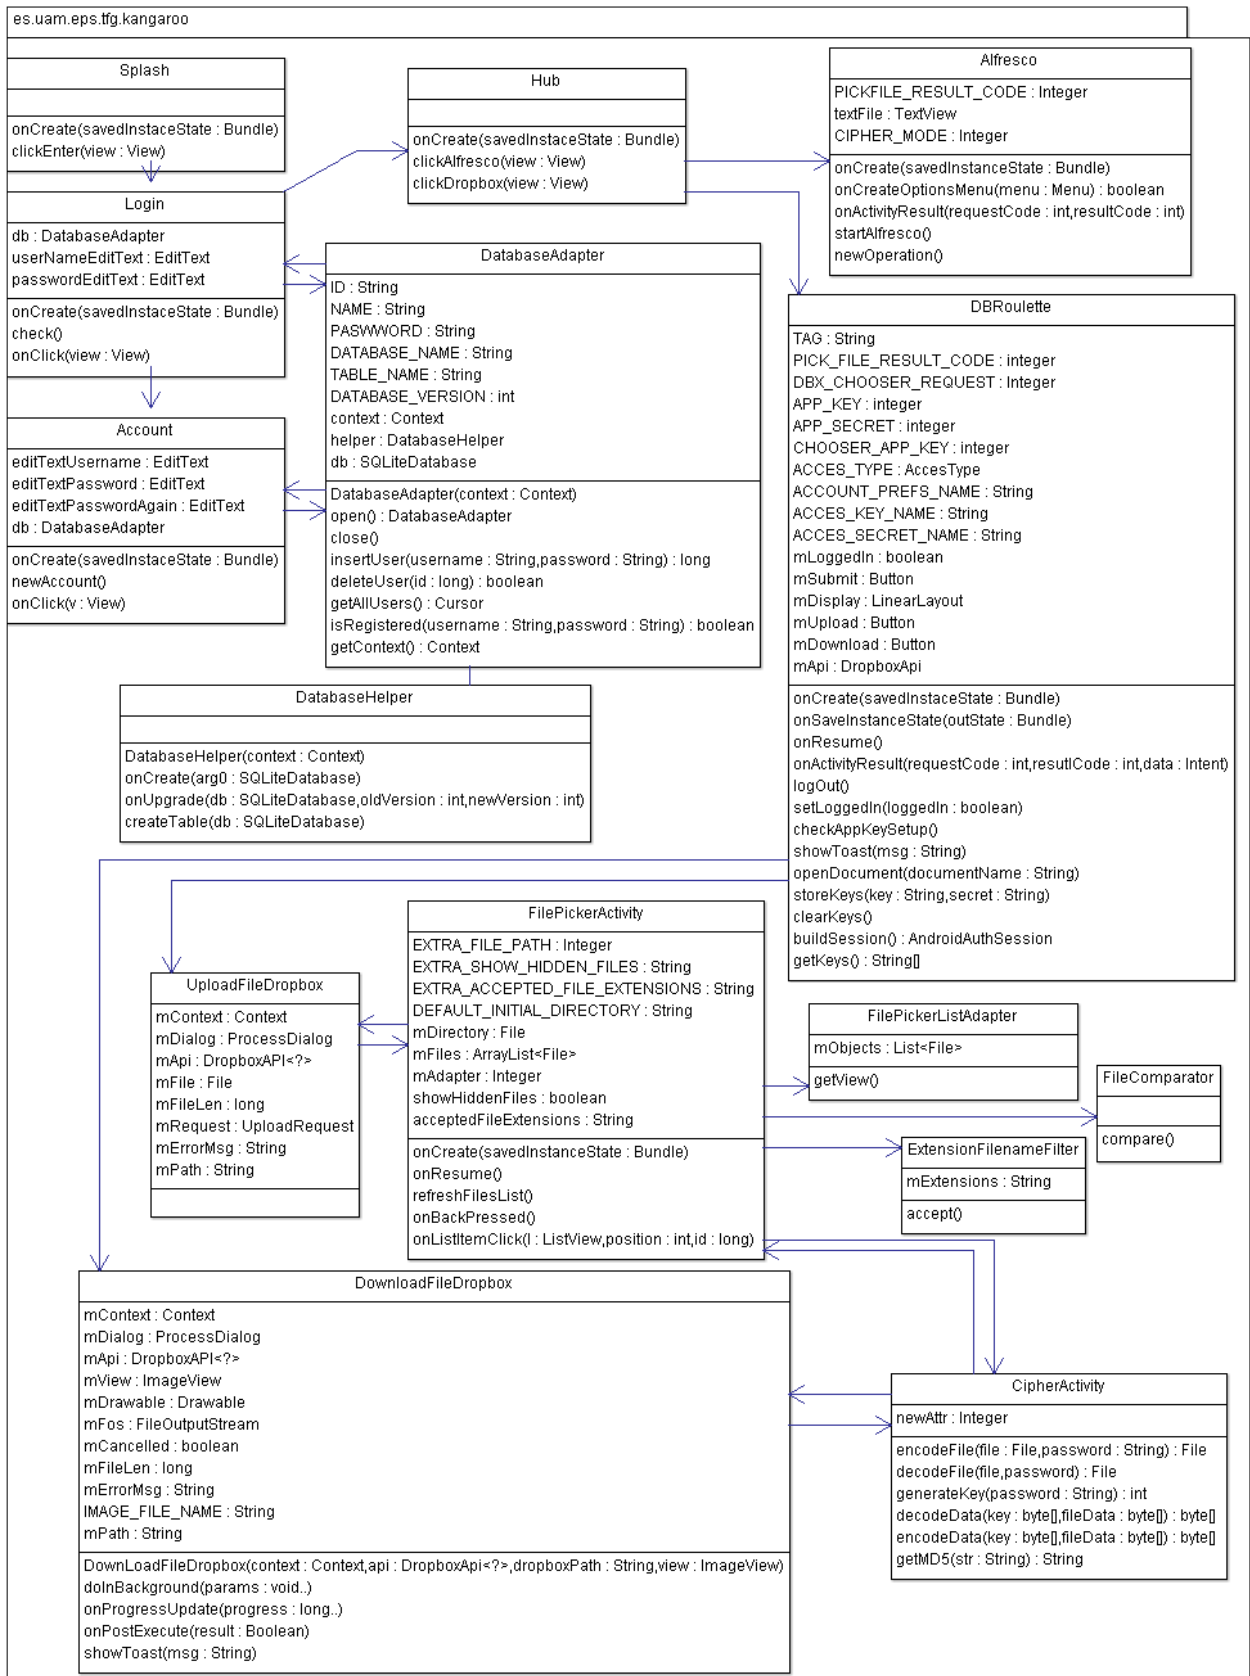 es.uam.eps.tfg.kangaroo
Splash
onCreate(savedInstaceState : Bundle)
clickEnter(view : View)
Hub
onCreate(savedInstaceState : Bundle)
clickAlfresco(view : View)
clickDropbox(view : View)
Alfresco
PICKFILE_RESULT_CODE : Integer
textFile : TextView
CIPHER_MODE : Integer
onCreate(savedInstanceState : Bundle)
onCreateOptionsMenu(menu : Menu) : boolean
onActivityResult(requestCode : int,resultCode : int)
startAlfresco()
newOperation()
Login
db : DatabaseAdapter
userNameEditText : EditText
passwordEditText : EditText
onCreate(savedInstaceState : Bundle)
check()
onClick(view : View)
DatabaseAdapter
ID : String
NAME : String
PASWWORD : String
DATABASE_NAME : String
TABLE_NAME : String
DATABASE_VERSION : int
context : Context
helper : DatabaseHelper
db : SQLiteDatabase
DatabaseAdapter(context : Context)
open() : DatabaseAdapter
close()
insertUser(username : String,password : String) : long
deleteUser(id : long) : boolean
getAllUsers() : Cursor
isRegistered(username : String,password : String) : boolean
getContext() : Context
DBRoulette
TAG : String
PICK_FILE_RESULT_CODE : integer
DBX_CHOOSER_REQUEST : Integer
APP_KEY : integer
APP_SECRET : integer
CHOOSER_APP_KEY : integer
ACCES_TYPE : AccesType
ACCOUNT_PREFS_NAME : String
ACCES_KEY_NAME : String
ACCES_SECRET_NAME : String
mLoggedIn : boolean
mSubmit : Button
mDisplay : LinearLayout
mUpload : Button
mDownload : Button
mApi : DropboxApi
onCreate(savedInstaceState : Bundle)
onSaveInstanceState(outState : Bundle)
onResume()
onActivityResult(requestCode : int,resutlCode : int,data : Intent)
logOut()
setLoggedIn(loggedIn : boolean)
checkAppKeySetup()
showToast(msg : String)
openDocument(documentName : String)
storeKeys(key : String,secret : String)
clearKeys()
buildSession() : AndroidAuthSession
getKeys() : String[]
Account
editTextUsername : EditText
editTextPassword : EditText
editTextPasswordAgain : EditText
db : DatabaseAdapter
onCreate(savedInstaceState : Bundle)
newAccount()
onClick(v : View)
DatabaseHelper
DatabaseHelper(context : Context)
onCreate(arg0 : SQLiteDatabase)
onUpgrade(db : SQLiteDatabase,oldVersion : int,newVersion : int)
createTable(db : SQLiteDatabase)
FilePickerActivity
EXTRA_FILE_PATH : Integer
EXTRA_SHOW_HIDDEN_FILES : String
EXTRA_ACCEPTED_FILE_EXTENSIONS : String
DEFAULT_INITIAL_DIRECTORY : String
mDirectory : File
mFiles : ArrayList<File>
mAdapter : Integer
showHiddenFiles : boolean
acceptedFileExtensions : String
onCreate(savedInstanceState : Bundle)
onResume()
refreshFilesList()
onBackPressed()
onListItemClick(l : ListView,position : int,id : long)
UploadFileDropbox
mContext : Context
mDialog : ProcessDialog
mApi : DropboxAPI<?>
mFile : File
mFileLen : long
mRequest : UploadRequest
mErrorMsg : String
mPath : String
FilePickerListAdapter
mObjects : List<File>
getView()
FileComparator
compare()
ExtensionFilenameFilter
mExtensions : String
accept()
DownloadFileDropbox
mContext : Context
mDialog : ProcessDialog
mApi : DropboxAPI<?>
mView : ImageView
mDrawable : Drawable
mFos : FileOutputStream
mCancelled : boolean
mFileLen : long
mErrorMsg : String
IMAGE_FILE_NAME : String
mPath : String
DownLoadFileDropbox(context : Context,api : DropboxApi<?>,dropboxPath : String,view : ImageView)
doInBackground(params : void..)
onProgressUpdate(progress : long..)
onPostExecute(result : Boolean)
showToast(msg : String)
CipherActivity
newAttr : Integer
encodeFile(file : File,password : String) : File
decodeFile(file,password) : File
generateKey(password : String) : int
decodeData(key : byte[],fileData : byte[]) : byte[]
encodeData(key : byte[],fileData : byte[]) : byte[]
getMD5(str : String) : String